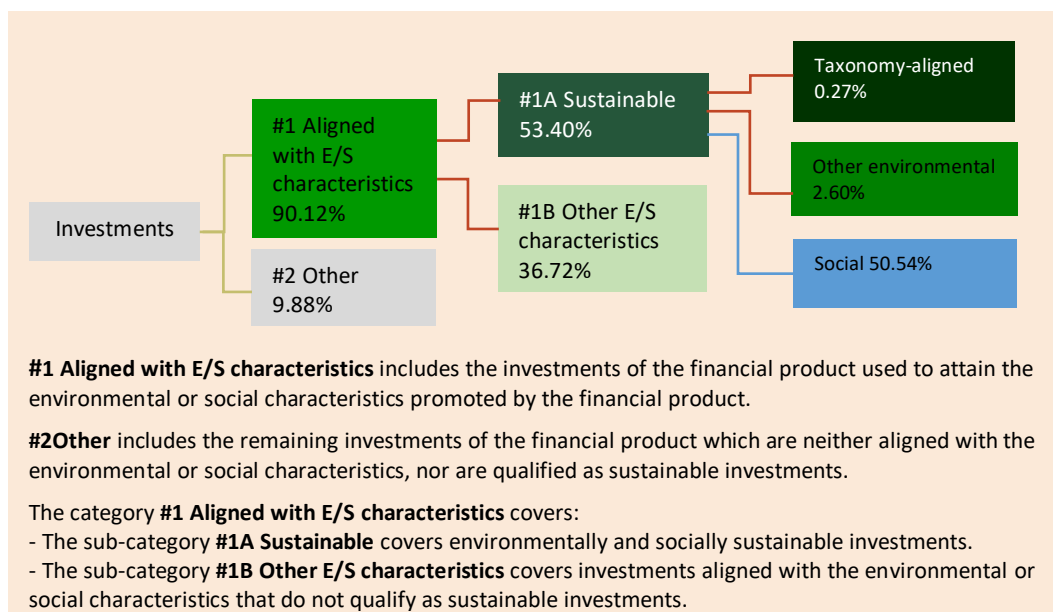 Investments
#1 Aligned
with E/S
characteristics
90.12%
#2 Other
9.88%
#1A Sustainable
53.40%
#1B Other E/S
characteristics
36.72%
Taxonomy-aligned
0.27%
Other environmental
2.60%
Social 50.54%
#1 Aligned with E/S characteristics includes the investments of the financial product used to attain the
environmental or social characteristics promoted by the financial product.
#2Other includes the remaining investments of the financial product which are neither aligned with the
environmental or social characteristics, nor are qualified as sustainable investments.
The category #1 Aligned with E/S characteristics covers:
- The sub-category #1A Sustainable covers environmentally and socially sustainable investments.
- The sub-category #1B Other E/S characteristics covers investments aligned with the environmental or
social characteristics that do not qualify as sustainable investments.